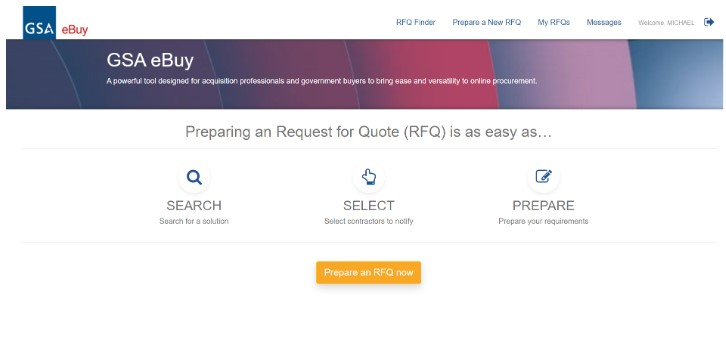 GSA eBuy
RFQ Finder Prepare a New RFQ My RFQs Messages Welcome, MICHAEL
GSA eBuy
A powerful tool designed for acquisition professionals and government buyers to bring ease and versatility to online procurement.
Preparing an Request for Quote (RFQ) is as easy as…
SEARCH SELECT PREPARE
Search for a solution Select contractors to notify Prepare your requirements
Prepare an RFQ now